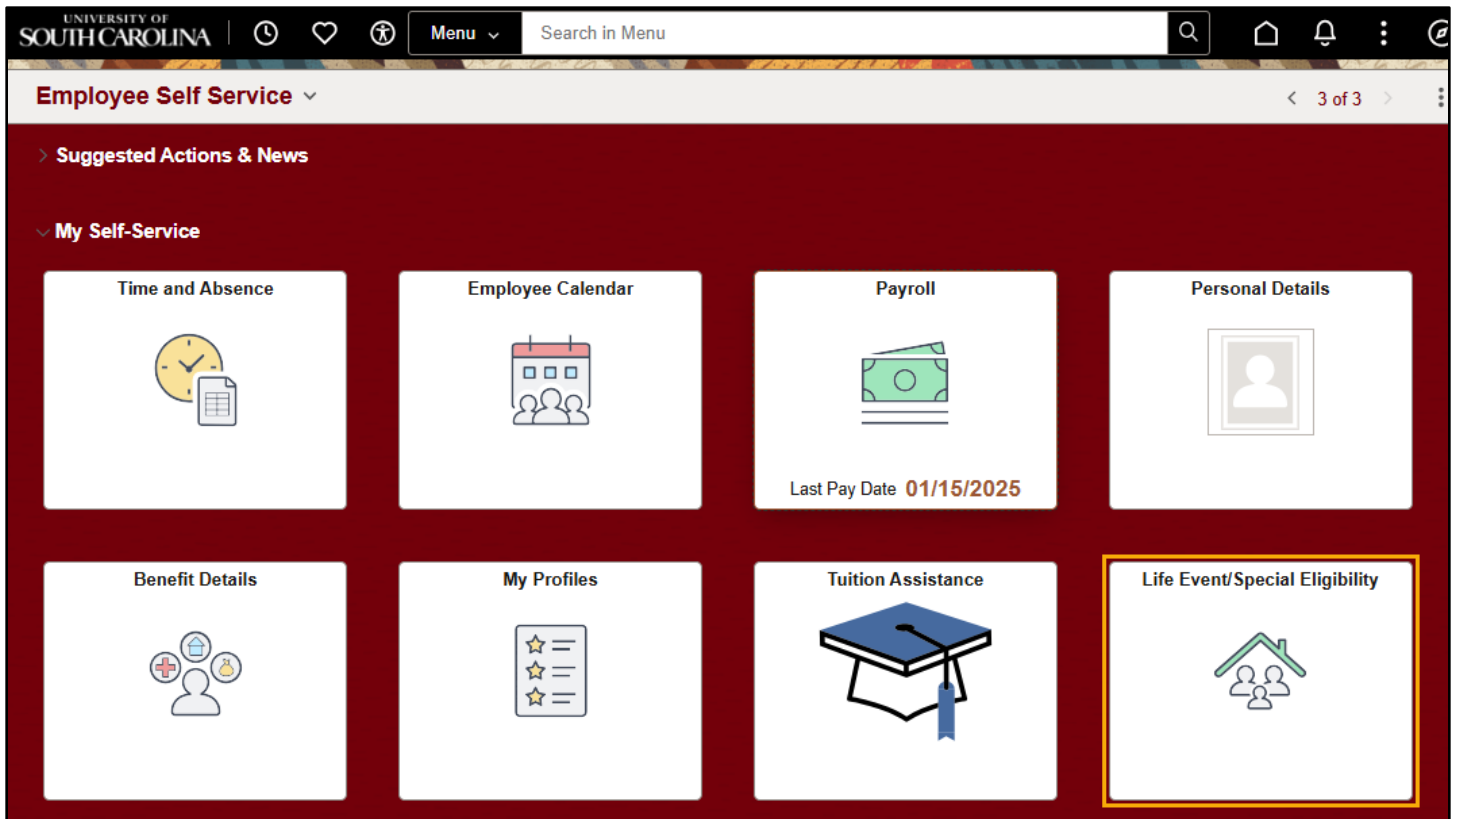 UNIVERSITY OF
SOUTH CAROLINA
Menu
Search in Menu
Employee Self Service
3 of 3
Suggested Actions & News
My Self-Service
Time and Absence
Employee Calendar
Payroll
Personal Details
Last Pay Date 01/15/2025
Benefit Details
My Profiles
Tuition Assistance
Life Event/Special Eligibility